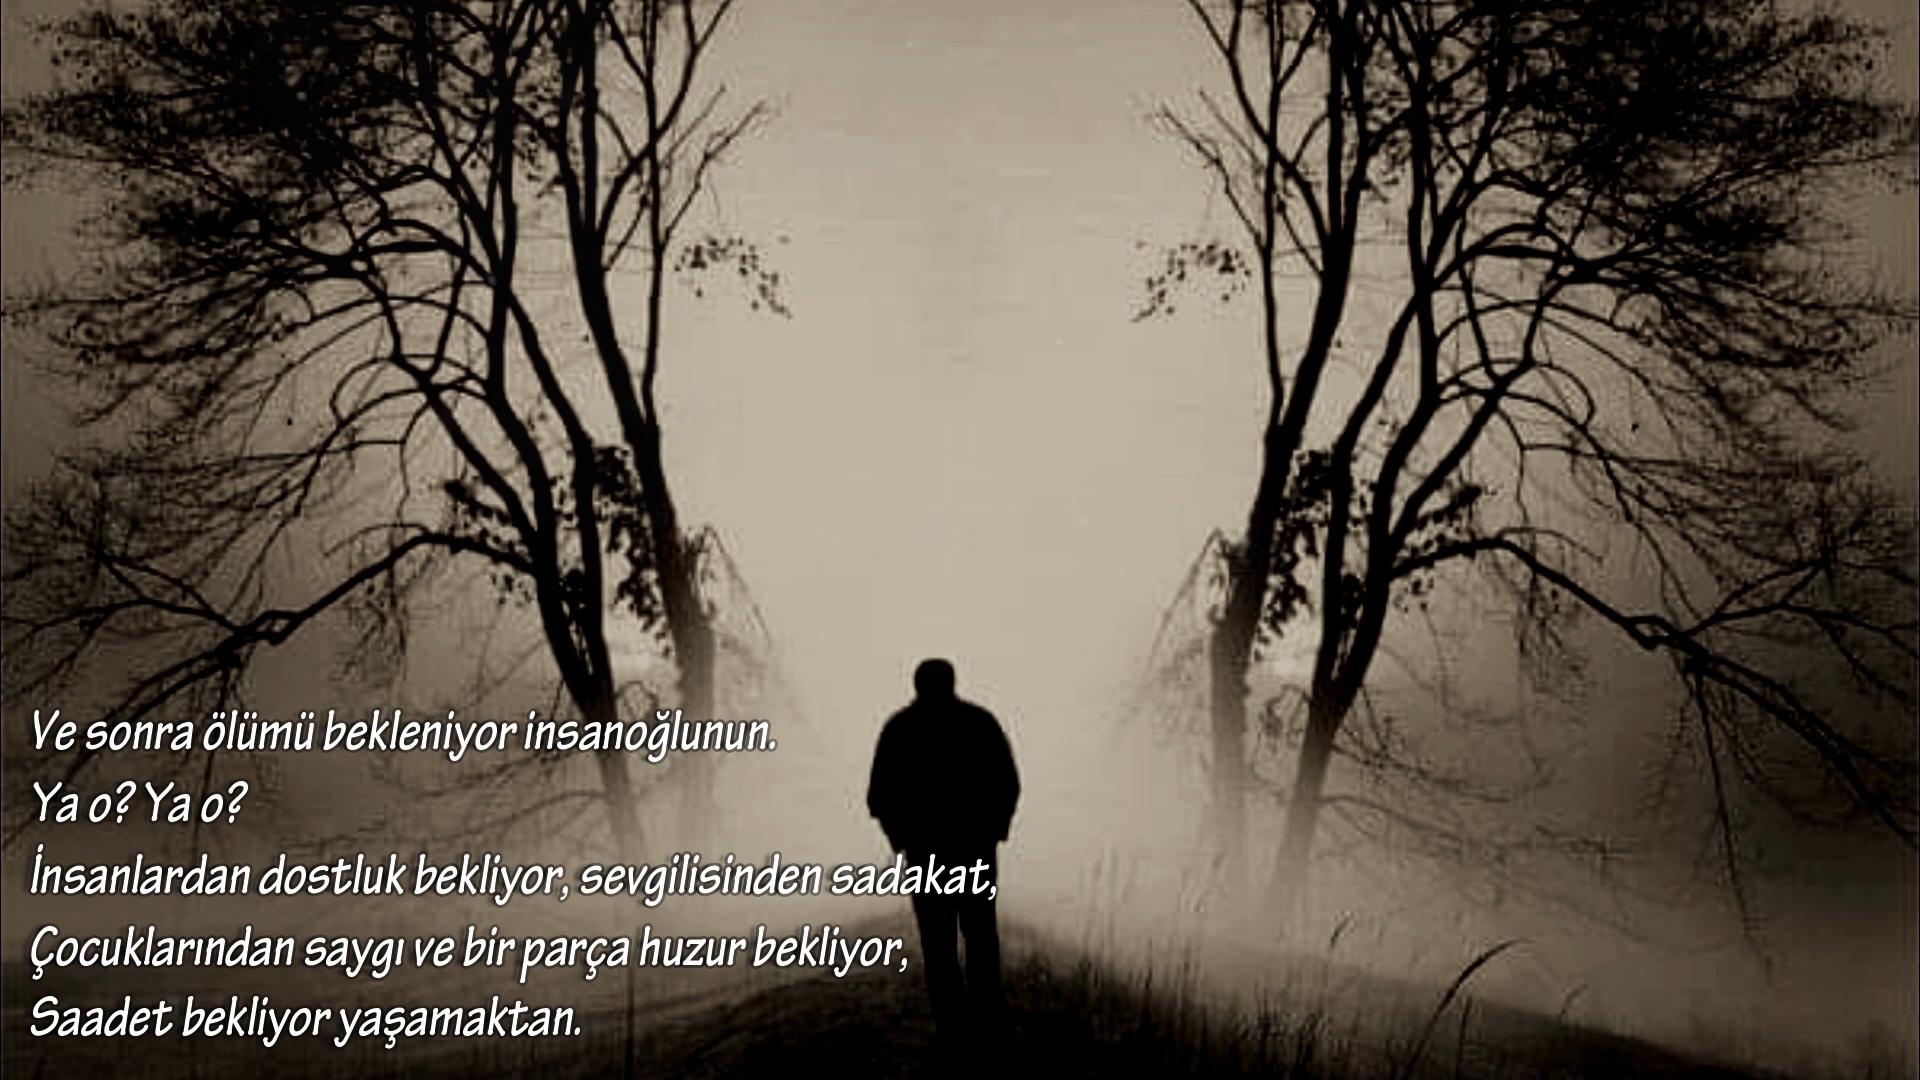 Ve sonra ölümü bekleniyor insanoğlunun.
Ya o? Ya o?
İnsanlardan dostluk bekliyor, sevgilisinden sadakat,
Çocuklarından saygı ve bir parça huzur bekliyor,
Saadet bekliyor yaşamaktan.